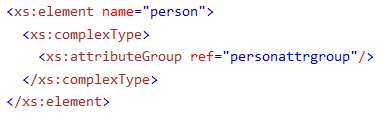 <xs:element name="person">
  <xs:complexType>
    <xs:attributeGroup ref="personattrgroup"/>
  </xs:complexType>
</xs:element>